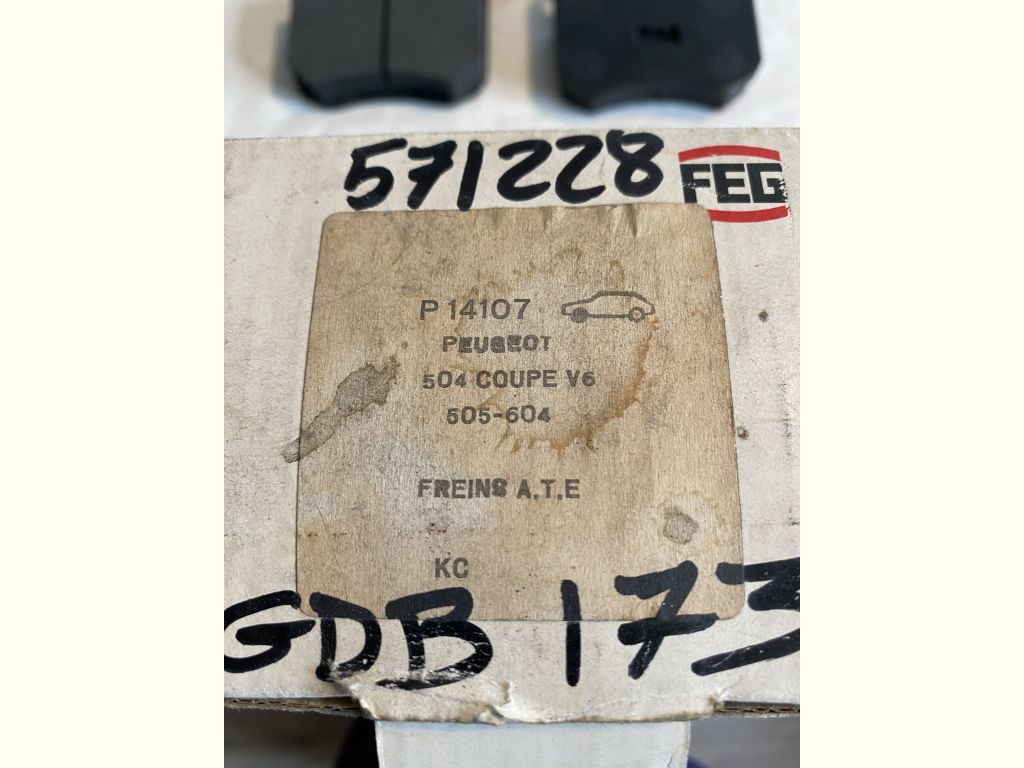 571228
FEG
P 14107
PEUGEOT
504 COUPE V6
505-604
FREINS A.T.E
KC
GDB 173